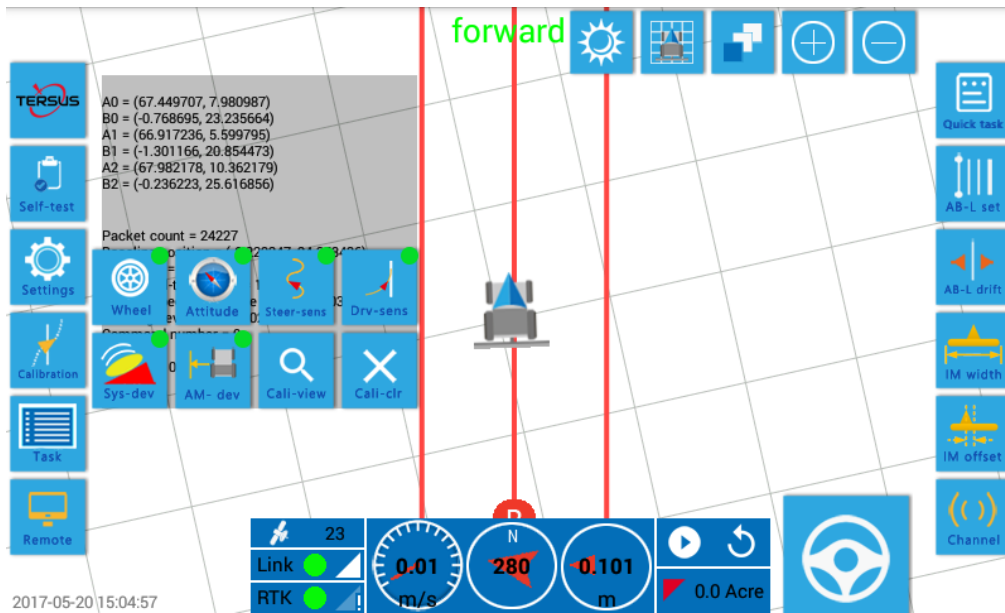 forward
TERSUS
Self-test
Settings
Calibration
Task
Remote
A0 = (67.449707, 7.980987)
B0 = (-0.768695, 23.235664)
A1 = (66.917236, 5.599795)
B1 = (-1.301166, 20.854473)
A2 = (67.982178, 10.362179)
B2 = (-0.236223, 25.616856)
Packet count = 24227
Wheel
Attitude
Steer-sens
Drv-sens
Sys-dev
AM- dev
Cali-view
Cali-clr
Quick task
AB-L set
AB-L drift
IM width
IM offset
Channel
23
Link
RTK
0.01
m/s
N
280
0.101
m
0.0 Acre
2017-05-20 15:04:57